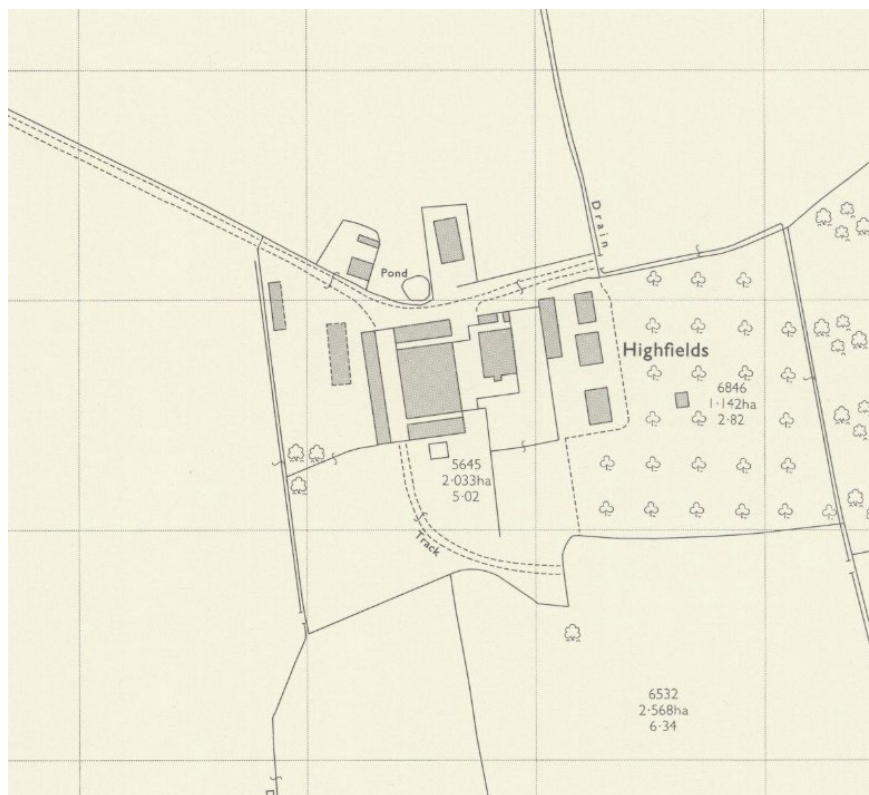 Drain
Pond
Highfields
6846
1·142ha
2·82
5645
2·033ha
5·02
Track
6532
2·568ha
6·34